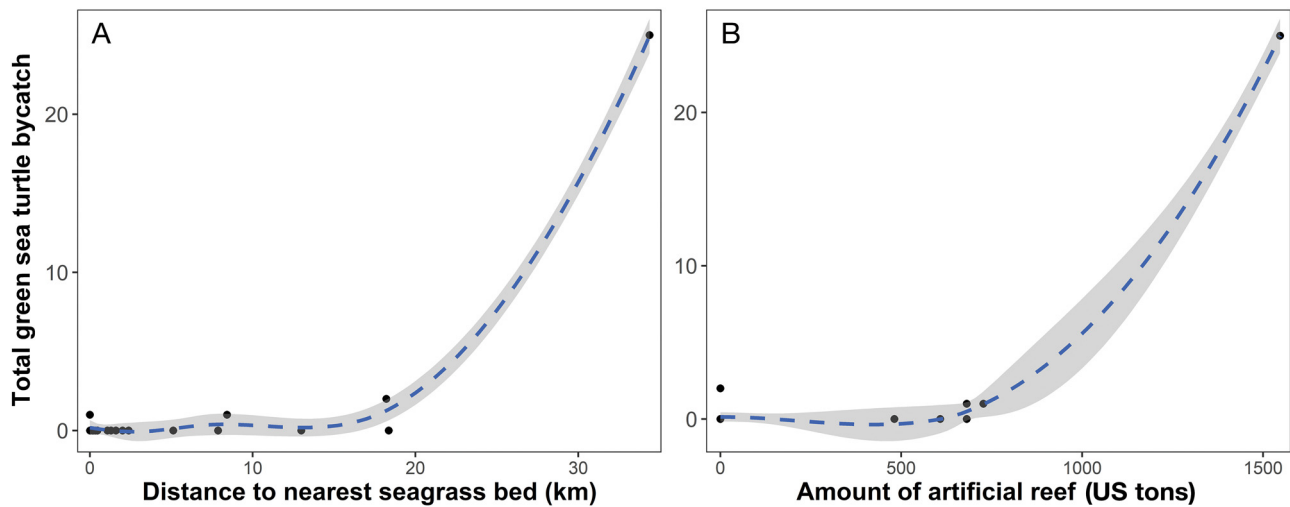 A
B
Total green sea turtle bycatch
20
10
0
20
10
0
0
10
20
30
0
500
1000
1500
Distance to nearest seagrass bed (km)
Amount of artificial reef (US tons)